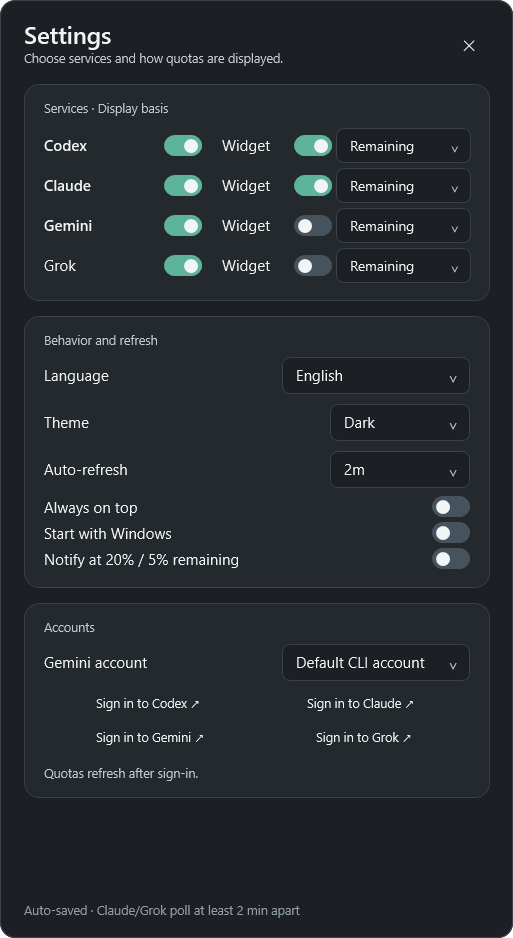 Settings
Choose services and how quotas are displayed.
Services · Display basis
Codex Widget Remaining
Claude Widget Remaining
Gemini Widget Remaining
Grok Widget Remaining
Behavior and refresh
Language English
Theme Dark
Auto-refresh 2m
Always on top
Start with Windows
Notify at 20% / 5% remaining
Accounts
Gemini account Default CLI account
Sign in to Codex ↗ Sign in to Claude ↗
Sign in to Gemini ↗ Sign in to Grok ↗
Quotas refresh after sign-in.
Auto-saved · Claude/Grok poll at least 2 min apart